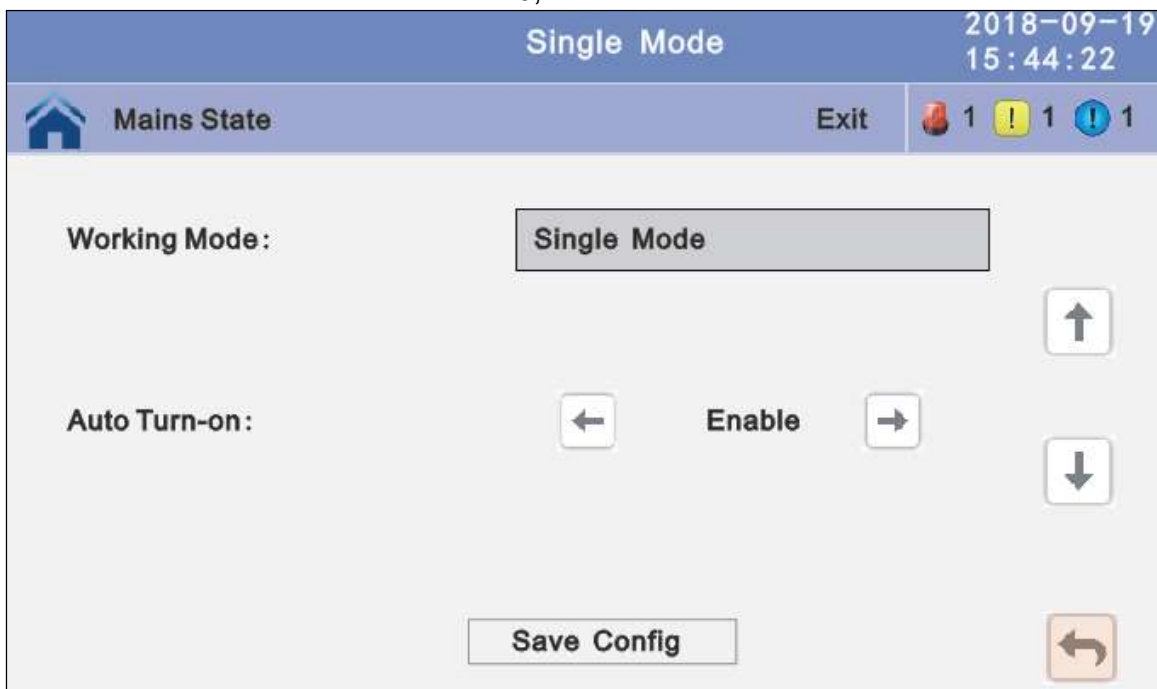 Single Mode
2018-09-19
15:44:22
Mains State Exit 1 ! 1 ! 1
Working Mode: Single Mode
Auto Turn-on: Enable
Save Config